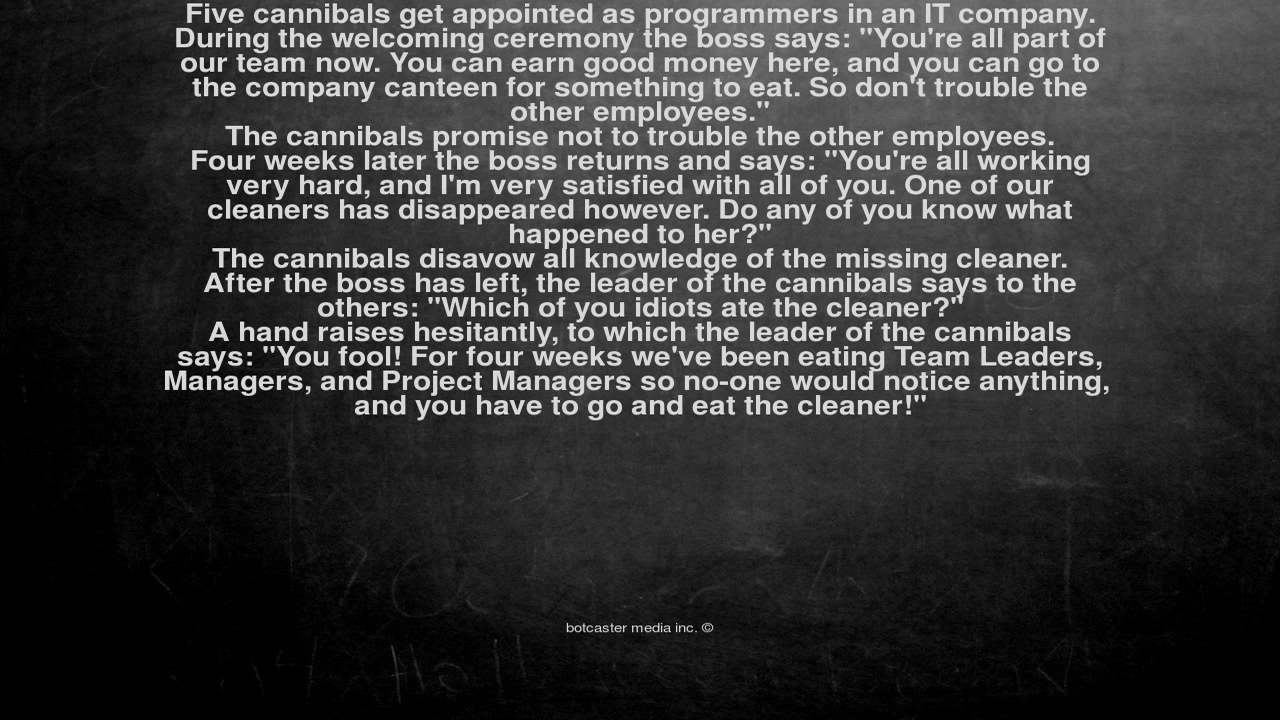 Five cannibals get appointed as programmers in an IT company.
During the welcoming ceremony the boss says: "You're all part of
our team now. You can earn good money here, and you can go to
the company canteen for something to eat. So don't trouble the
other employees."
The cannibals promise not to trouble the other employees.
Four weeks later the boss returns and says: "You're all working
very hard, and I'm very satisfied with all of you. One of our
cleaners has disappeared however. Do any of you know what
happened to her?"
The cannibals disavow all knowledge of the missing cleaner.
After the boss has left, the leader of the cannibals says to the
others: "Which of you idiots ate the cleaner?"
A hand raises hesitantly, to which the leader of the cannibals
says: "You fool! For four weeks we've been eating Team Leaders,
Managers, and Project Managers so no-one would notice anything,
and you have to go and eat the cleaner!"
botcaster media inc. ©